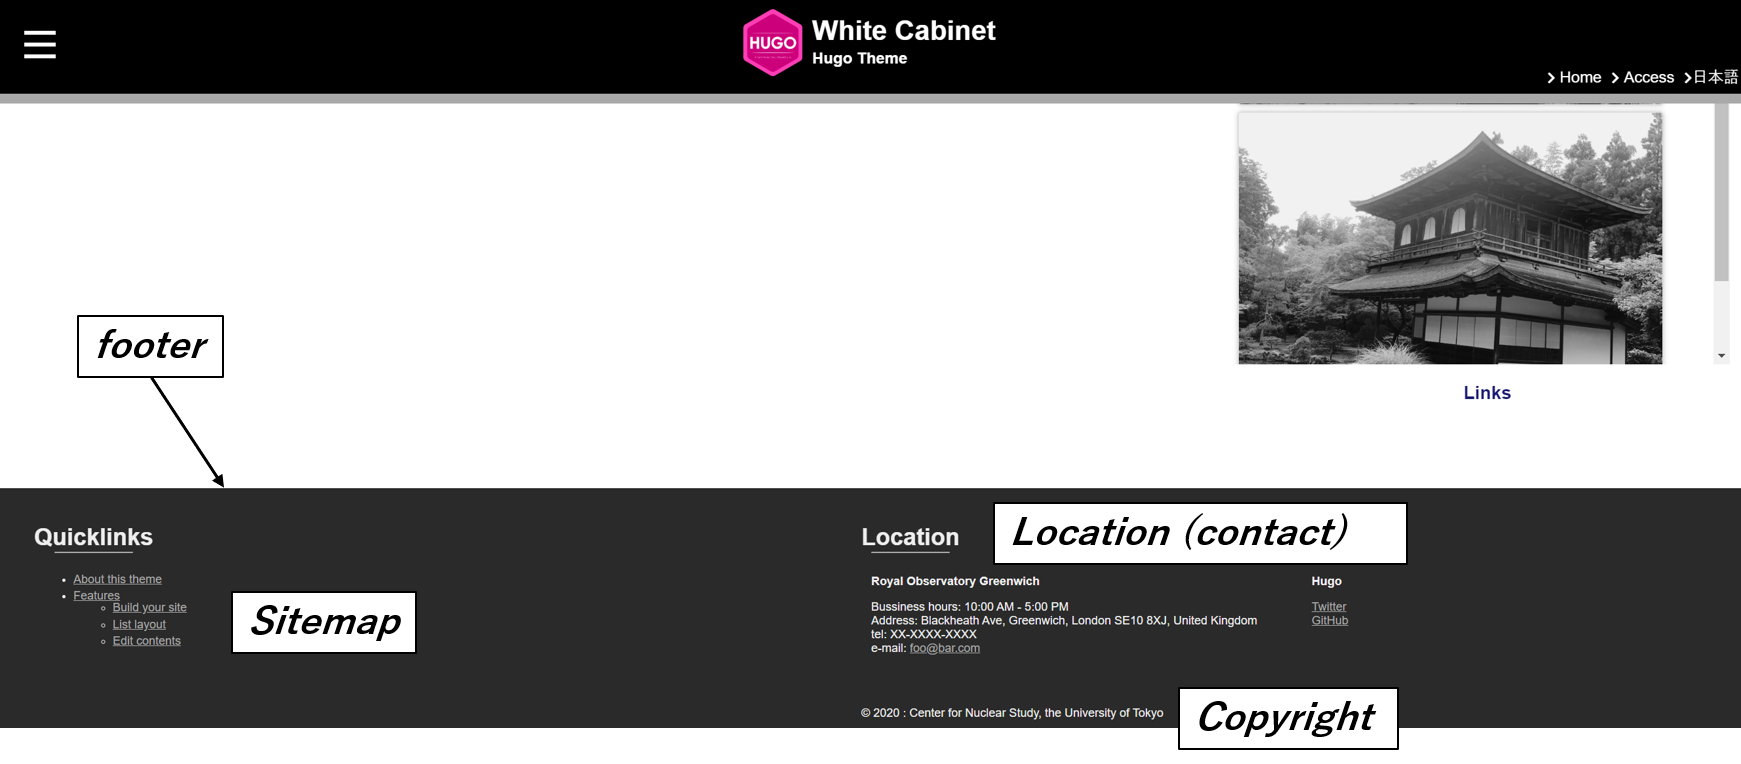 HUGO
White Cabinet
Hugo Theme
Home Access 日本語
footer
Links
Quicklinks
About this theme
Features
Build your site
List layout
Edit contents
Sitemap
Location
Location (contact)
Royal Observatory Greenwich
Bussiness hours: 10:00 AM - 5:00 PM
Address: Blackheath Ave, Greenwich, London SE10 8XJ, United Kingdom
tel: XX-XXXX-XXXX
e-mail: foo@bar.com
Hugo
Twitter
GitHub
© 2020 : Center for Nuclear Study, the University of Tokyo
Copyright